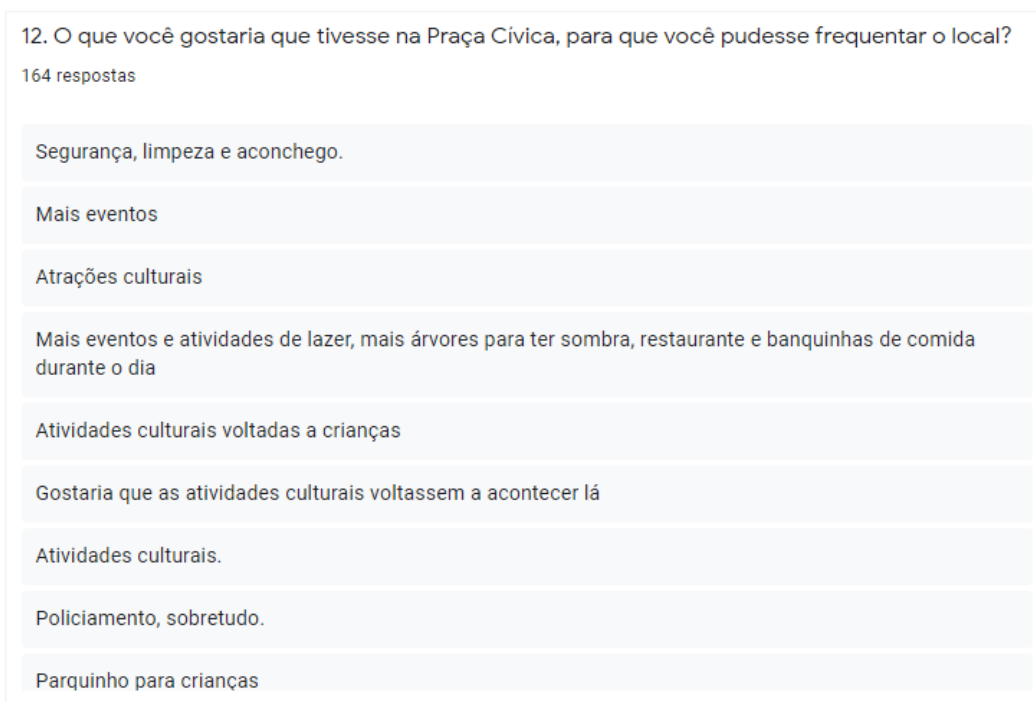 12. O que você gostaria que tivesse na Praça Cívica, para que você pudesse frequentar o local?
164 respostas
Segurança, limpeza e aconchego.
Mais eventos
Atrações culturais
Mais eventos e atividades de lazer, mais árvores para ter sombra, restaurante e banquinhas de comida
durante o dia
Atividades culturais voltadas a crianças
Gostaria que as atividades culturais voltassem a acontecer lá
Atividades culturais.
Policiamento, sobretudo.
Parquinho para crianças